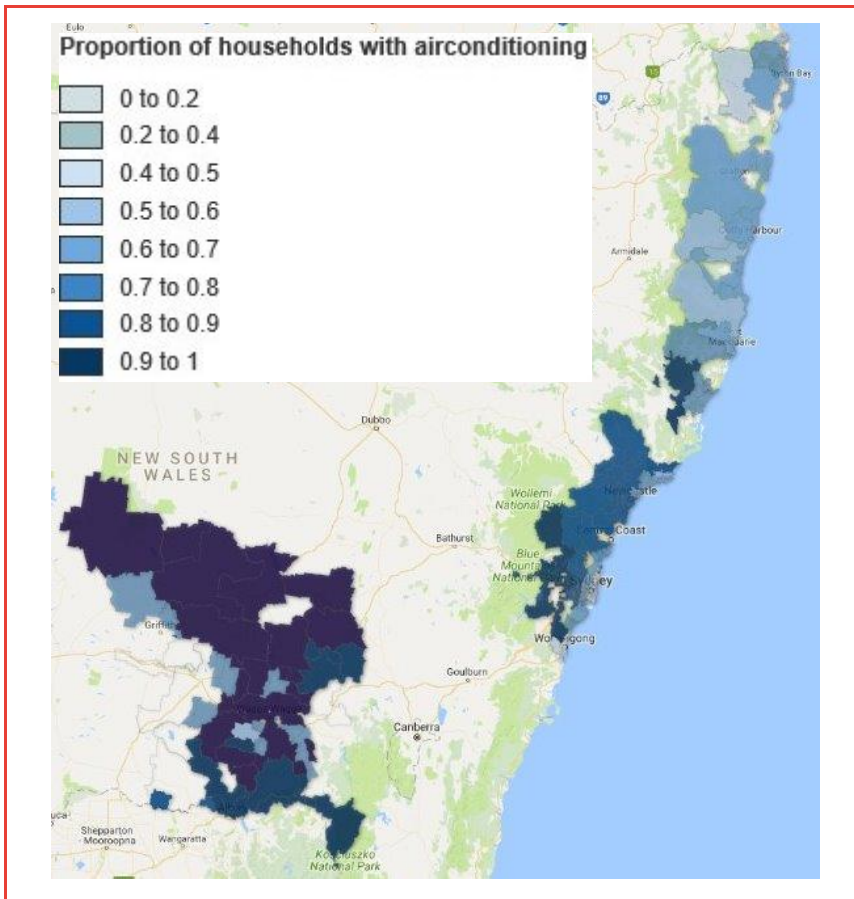 Eulo
Proportion of households with airconditioning
0 to 0.2
0.2 to 0.4
0.4 to 0.5
0.5 to 0.6
0.6 to 0.7
0.7 to 0.8
0.8 to 0.9
0.9 to 1
15
Byron Bay
89
Grafton
Coffs Harbour
Armidale
Port
Macquarie
Dubbo
NEW SOUTH
WALES
Wollemi
National Park
Newcastle
Central Coast
Bathurst
Blue
Mountains
National Park
Sydney
Griffith
Wollongong
Goulburn
Wagga Wagga
Canberra
Albury
Shepparton
- Mooroopna
Wangaratta
Kosciuszko
National Park